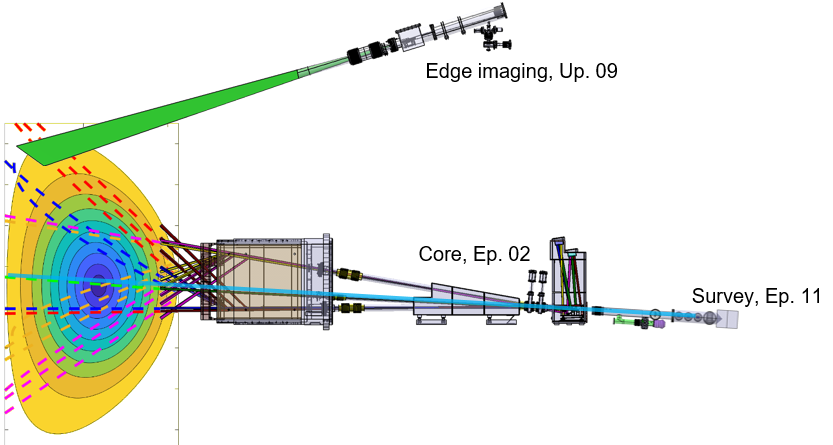 Edge imaging, Up. 09
Core, Ep. 02
Survey, Ep. 11